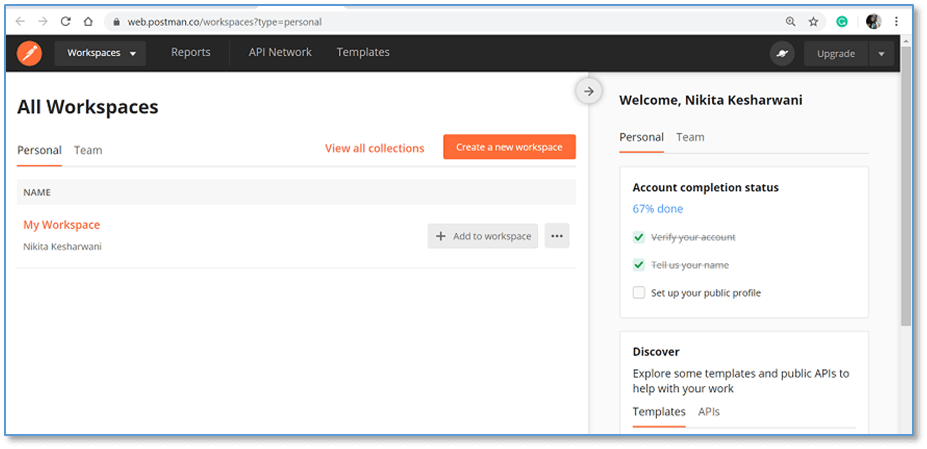 web.postman.co/workspaces?type=personal
Workspaces Reports API Network Templates Upgrade
All Workspaces
Personal Team View all collections Create a new workspace
NAME
My Workspace
Nikita Kesharwani
+ Add to workspace •••
Welcome, Nikita Kesharwani
Personal Team
Account completion status
67% done
Verify your account
Tell us your name
Set up your public profile
Discover
Explore some templates and public APIs to
help with your work
Templates APIs